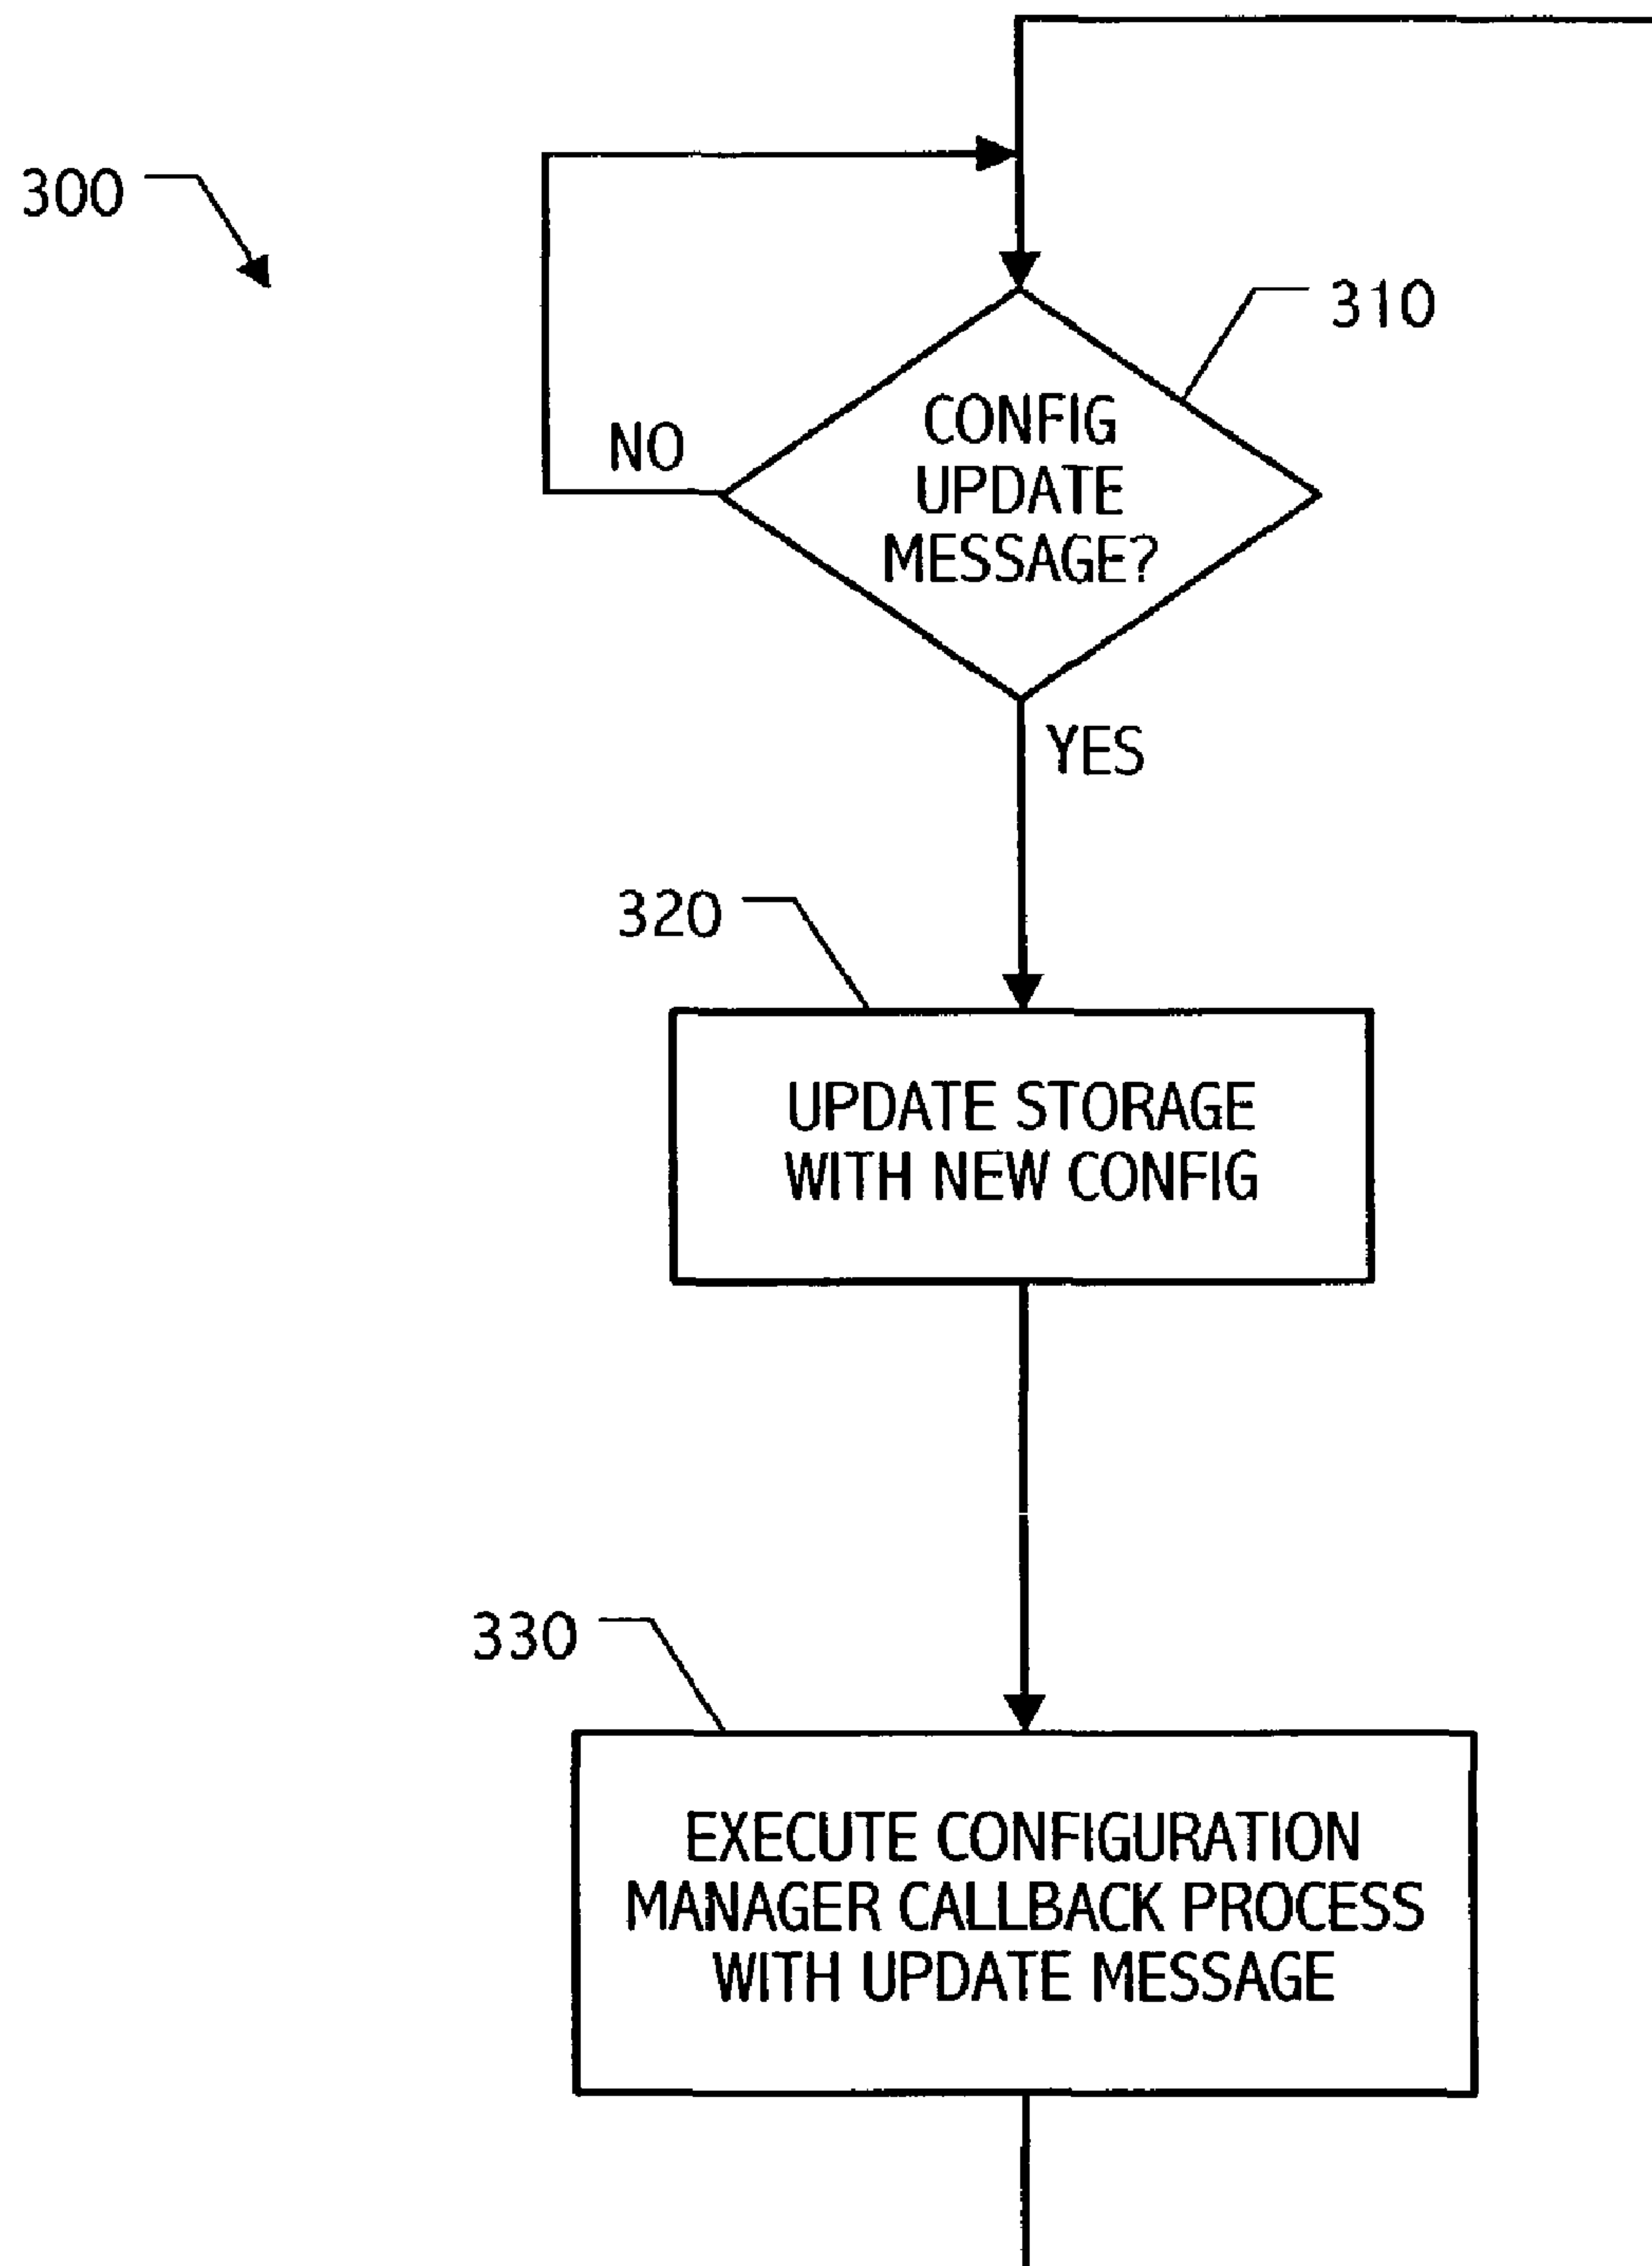 300
310
CONFIG
UPDATE
MESSAGE?
NO
YES
320
UPDATE STORAGE
WITH NEW CONFIG
330
EXECUTE CONFIGURATION
MANAGER CALLBACK PROCESS
WITH UPDATE MESSAGE